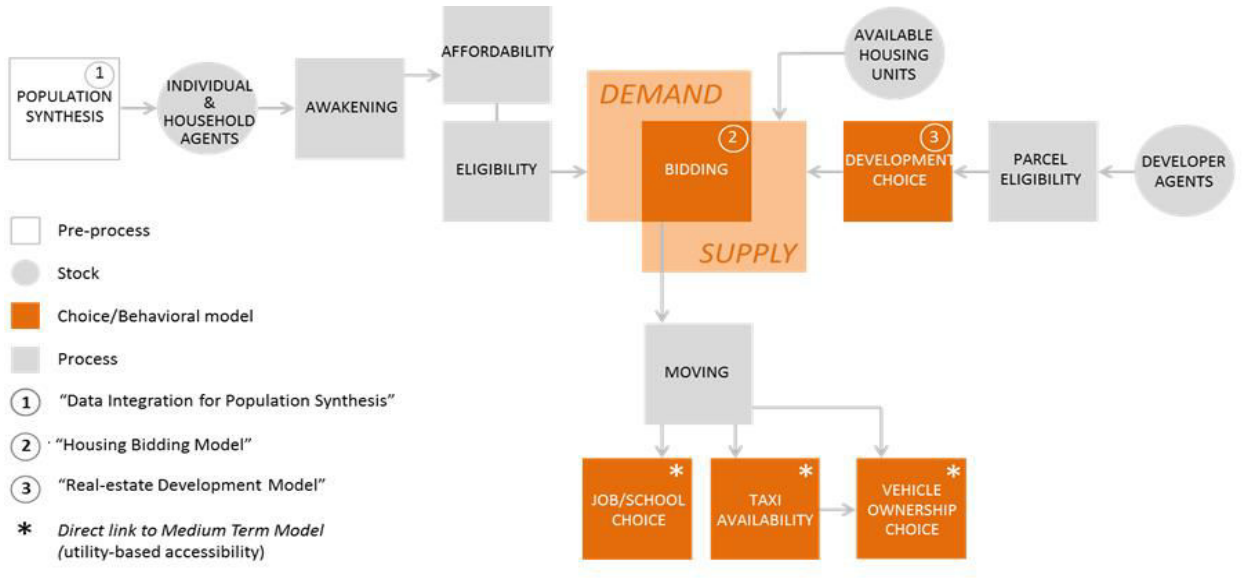 1
POPULATION
SYNTHESIS
INDIVIDUAL
&
HOUSEHOLD
AGENTS
AWAKENING
AFFORDABILITY
ELIGIBILITY
DEMAND
2
BIDDING
SUPPLY
AVAILABLE
HOUSING
UNITS
3
DEVELOPMENT
CHOICE
PARCEL
ELIGIBILITY
DEVELOPER
AGENTS
MOVING
*
JOB/SCHOOL
CHOICE
*
TAXI
AVAILABILITY
*
VEHICLE
OWNERSHIP
CHOICE
Pre-process
Stock
Choice/Behavioral model
Process
1 “Data Integration for Population Synthesis”
2 “Housing Bidding Model”
3 “Real-estate Development Model”
* Direct link to Medium Term Model
(utility-based accessibility)